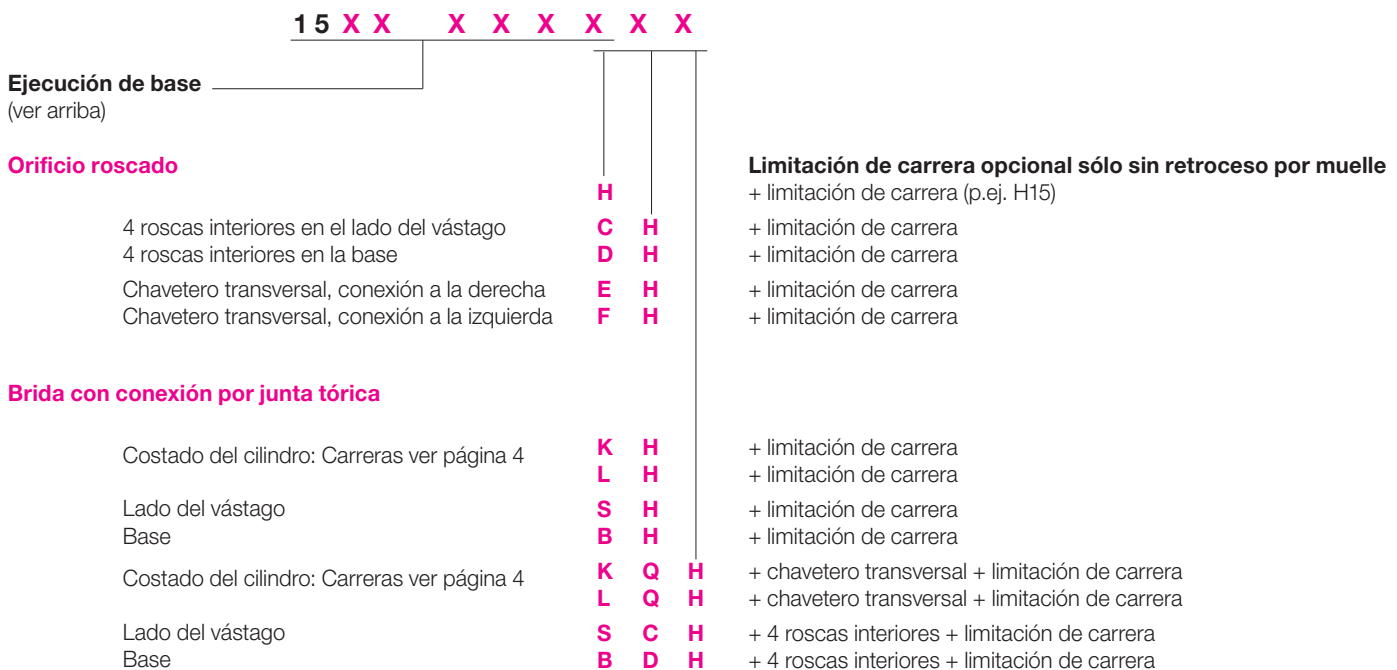 15XX XXXXXX
Ejecución de base
(ver arriba)
Orificio roscado
Limitación de carrera opcional sólo sin retroceso por muelle
H + limitación de carrera (p.ej. H15)
4 roscas interiores en el lado del vástago C H + limitación de carrera
4 roscas interiores en la base D H + limitación de carrera
Chavetero transversal, conexión a la derecha E H + limitación de carrera
Chavetero transversal, conexión a la izquierda F H + limitación de carrera
Brida con conexión por junta tórica
Costado del cilindro: Carreras ver página 4
K H + limitación de carrera
L H + limitación de carrera
Lado del vástago S H + limitación de carrera
Base B H + limitación de carrera
Costado del cilindro: Carreras ver página 4
K Q H + chavetero transversal + limitación de carrera
L Q H + chavetero transversal + limitación de carrera
Lado del vástago S C H + 4 roscas interiores + limitación de carrera
Base B D H + 4 roscas interiores + limitación de carrera